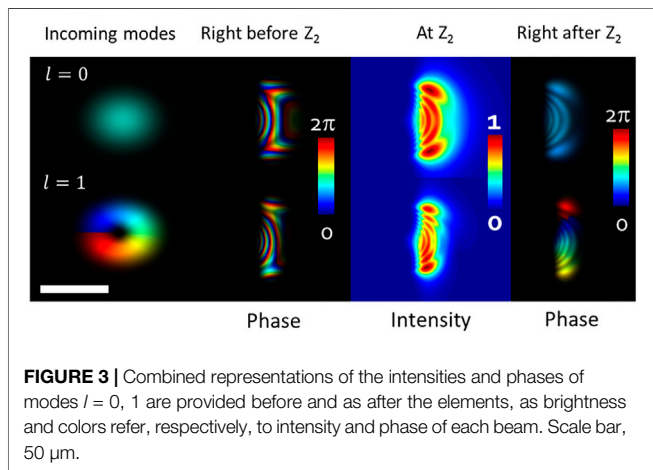 Incoming modes
Right before Z₂
At Z₂
Right after Z₂
l = 0
2π
0
1
0
2π
0
l = 1
Phase
Intensity
Phase
FIGURE 3 | Combined representations of the intensities and phases of
modes l = 0, 1 are provided before and as after the elements, as brightness
and colors refer, respectively, to intensity and phase of each beam. Scale bar,
50 µm.